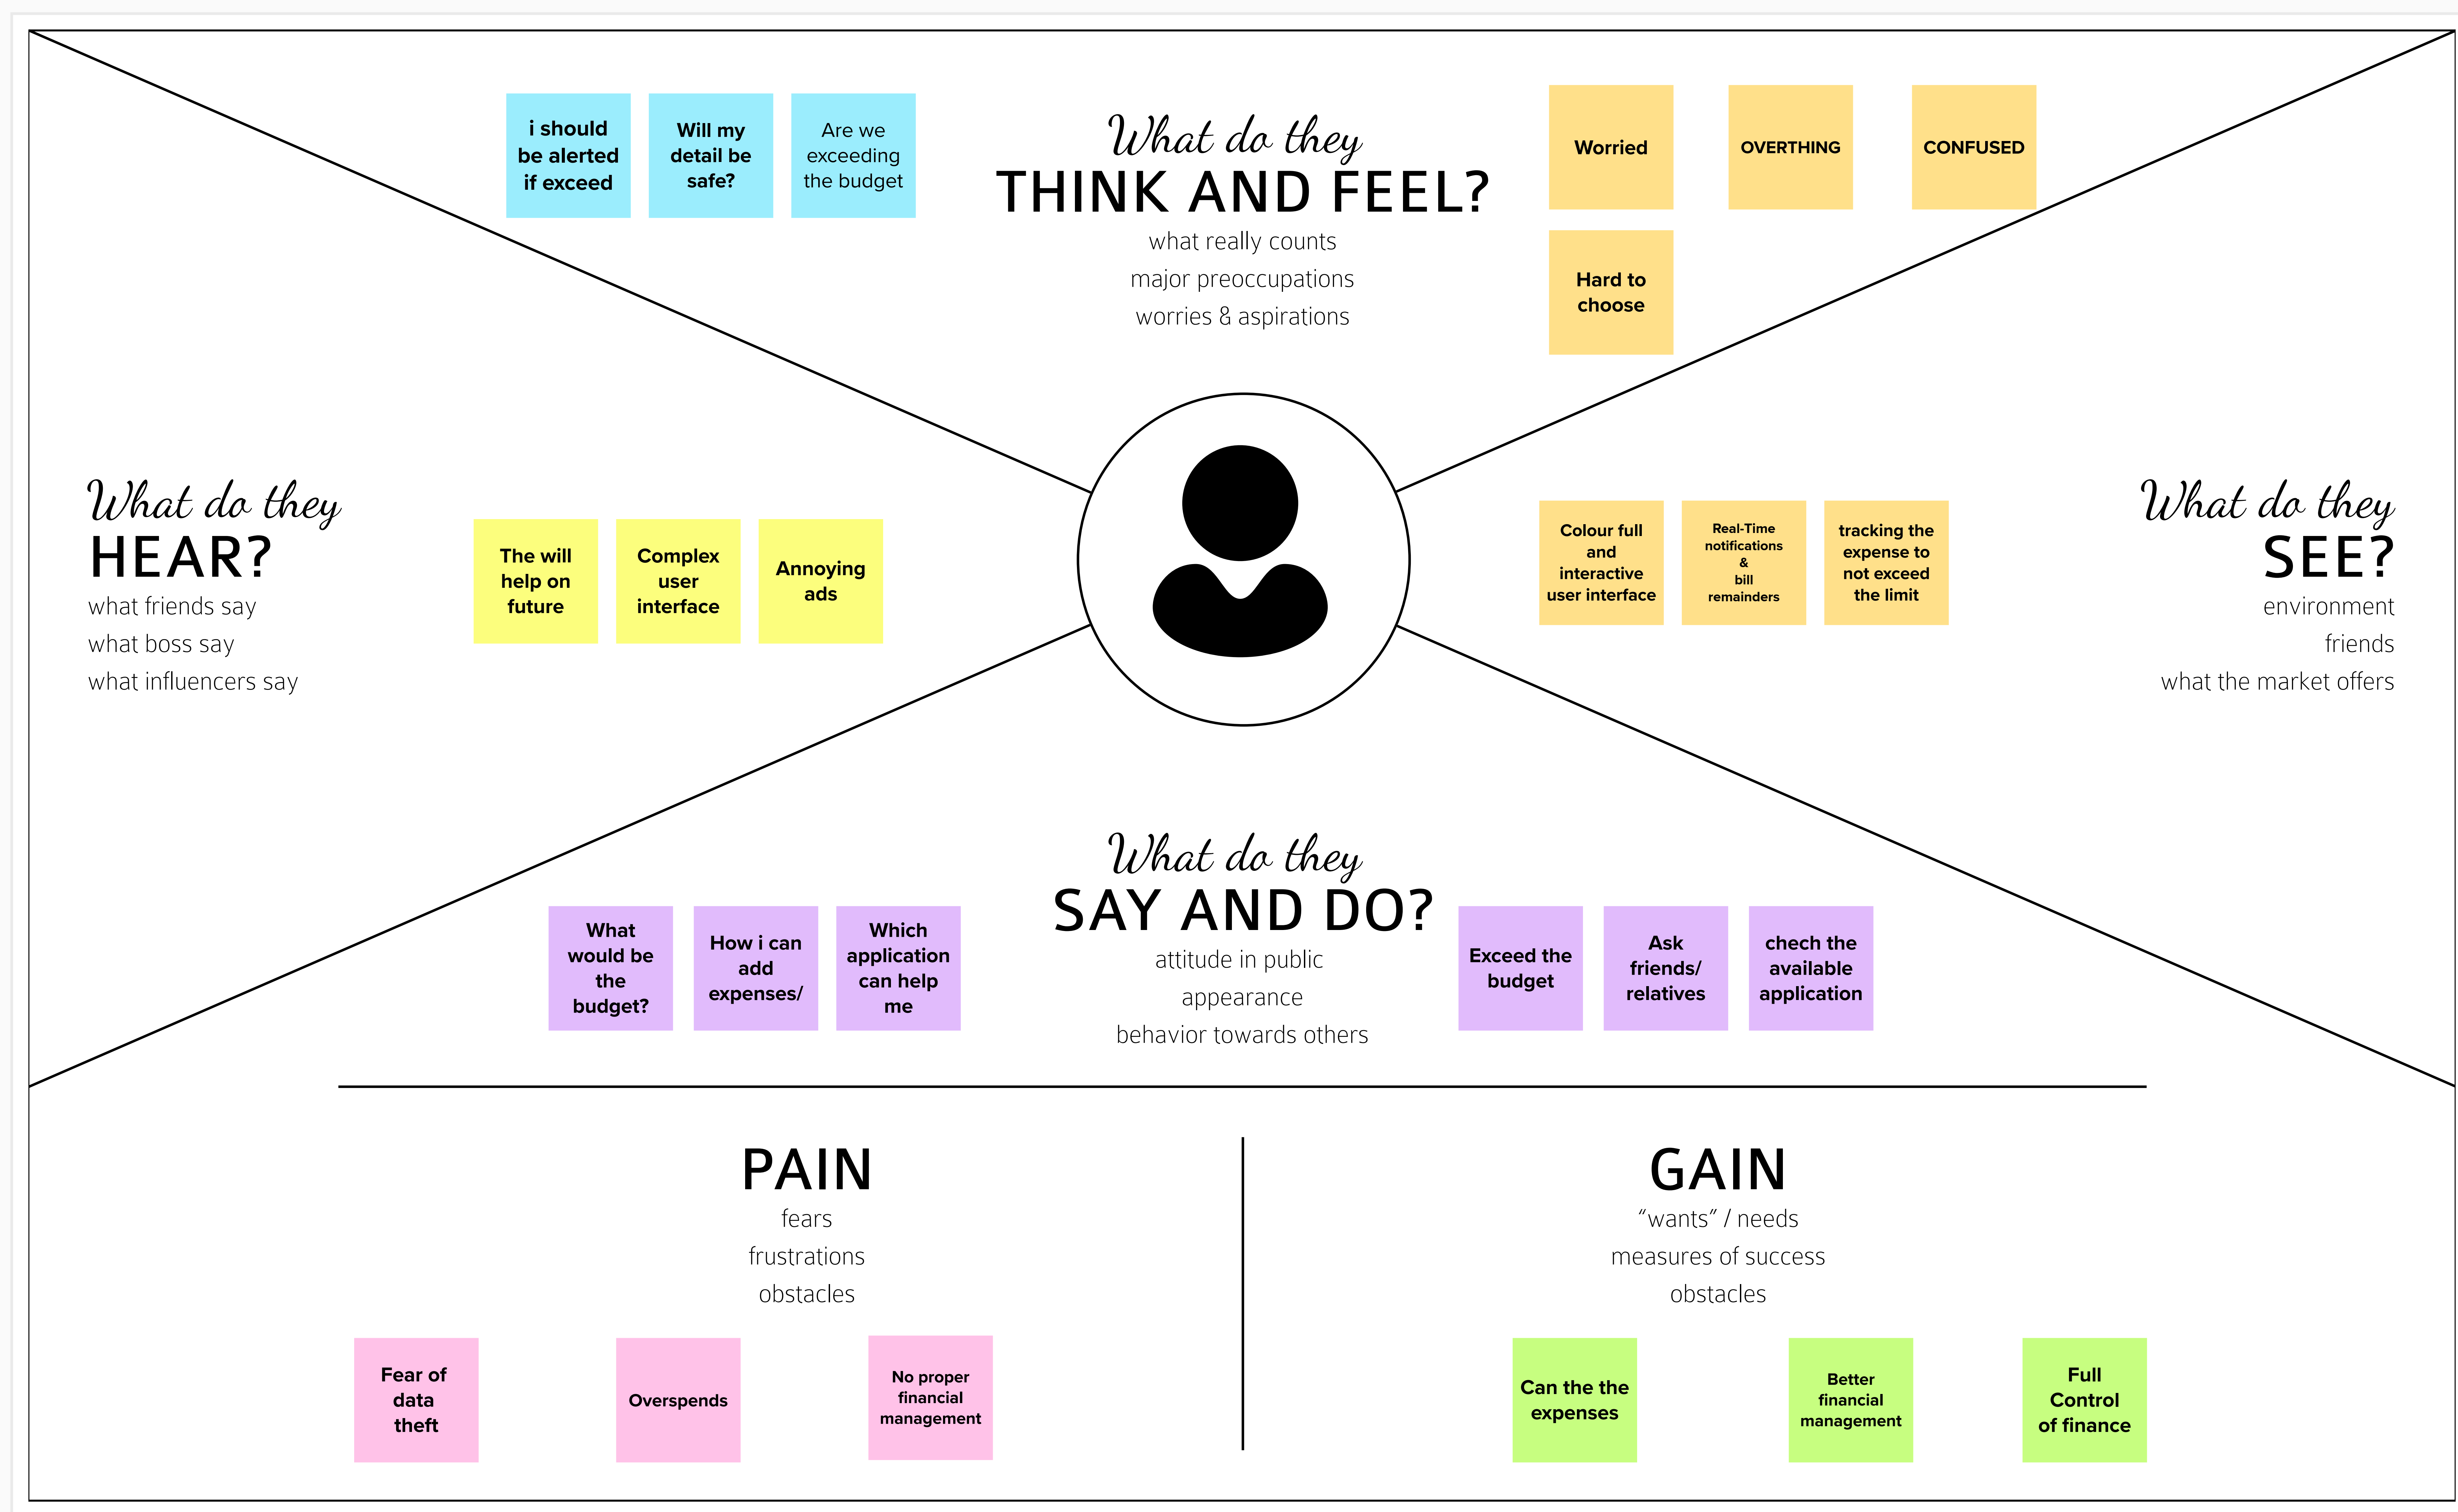 i should
be alerted
if exceed
Will my
detail be
safe?
Are we
exceeding
the budget
What do they
THINK AND FEEL?
what really counts
major preoccupations
worries & aspirations
Worried
OVERTHING
CONFUSED
Hard to
choose
What do they
HEAR?
what friends say
what boss say
what influencers say
The will
help on
future
Complex
user
interface
Annoying
ads
Colour full
and
interactive
user interface
Real-Time
notifications
&
bill
remainders
tracking the
expense to
not exceed
the limit
What do they
SEE?
environment
friends
what the market offers
What do they
SAY AND DO?
attitude in public
appearance
behavior towards others
What
would be
the
budget?
How i can
add
expenses/
Which
application
can help
me
Exceed the
budget
Ask
friends/
relatives
chech the
available
application
PAIN
fears
frustrations
obstacles
Fear of
data
theft
Overspends
No proper
financial
management
GAIN
“wants” / needs
measures of success
obstacles
Can the the
expenses
Better
financial
management
Full
Control
of finance